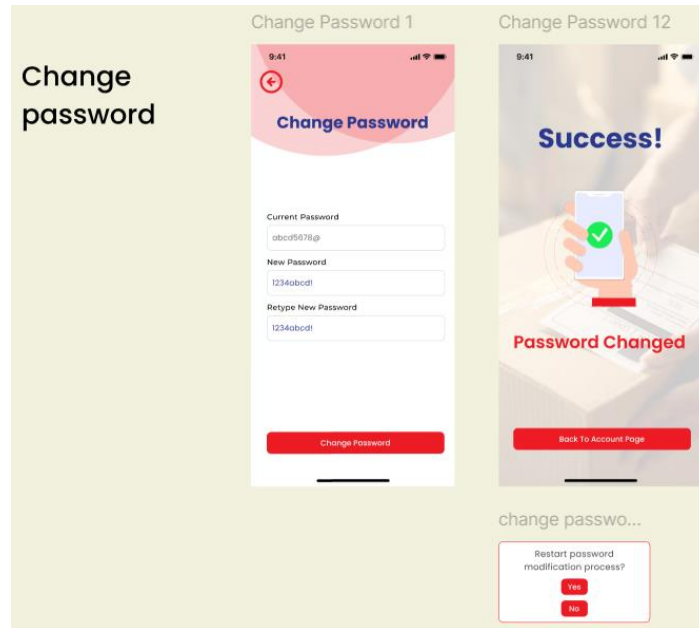 Change
password
Change Password 1
9:41
Change Password
Current Password
abcd5678@
New Password
1234abcd!
Retype New Password
1234abcd!
Change Password
Change Password 12
9:41
Success!
Password Changed
Back To Account Page
change passwo...
Restart password
modification process?
Yes
No